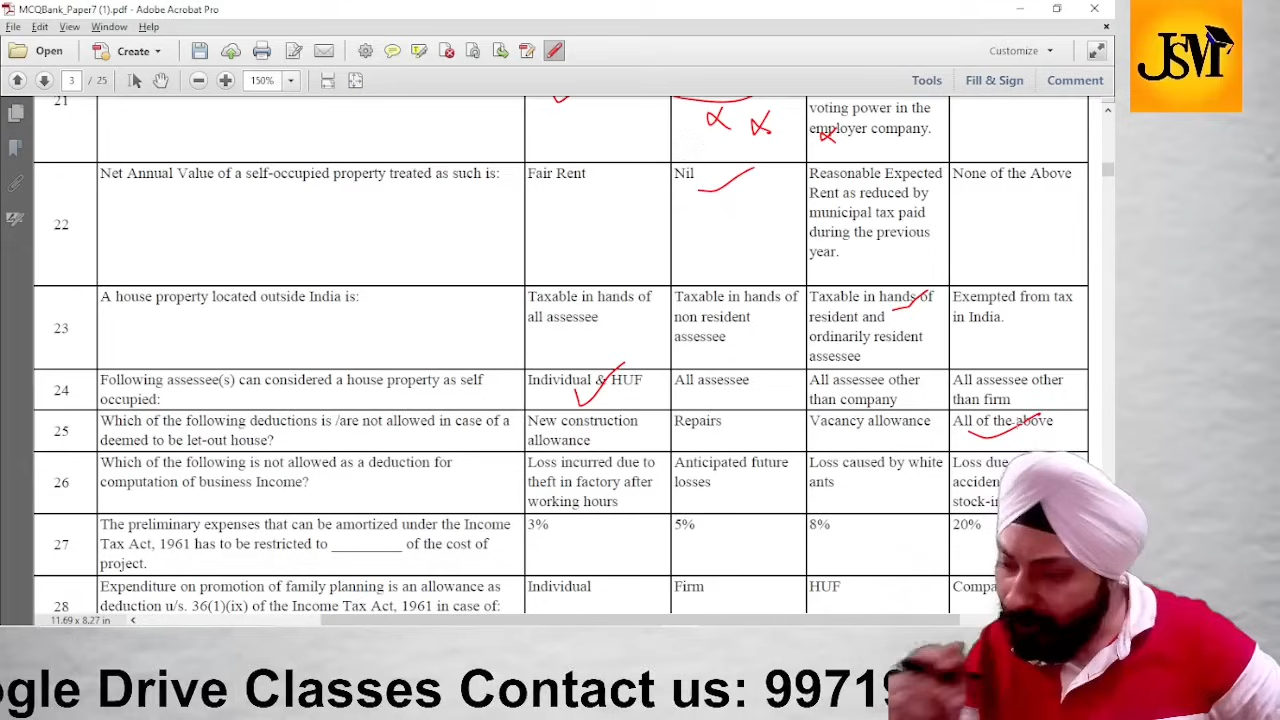 MCQBank_Paper7 (1).pdf - Adobe Acrobat Pro
File Edit View Window Help
Open Create Customize
3 / 25 150% Tools Fill & Sign Comment
JSM
21
voting power in the
employer company.
22
Net Annual Value of a self-occupied property treated as such is:
Fair Rent
Nil
Reasonable Expected
Rent as reduced by
municipal tax paid
during the previous
year.
None of the Above
23
A house property located outside India is:
Taxable in hands of
all assessee
Taxable in hands of
non resident
assessee
Taxable in hands of
resident and
ordinarily resident
assessee
Exempted from tax
in India.
24
Following assessee(s) can considered a house property as self
occupied:
Individual & HUF
All assessee
All assessee other
than company
All assessee other
than firm
25
Which of the following deductions is /are not allowed in case of a
deemed to be let-out house?
New construction
allowance
Repairs
Vacancy allowance
All of the above
26
Which of the following is not allowed as a deduction for
computation of business Income?
Loss incurred due to
theft in factory after
working hours
Anticipated future
losses
Loss caused by white
ants
Loss due
27
The preliminary expenses that can be amortized under the Income
Tax Act, 1961 has to be restricted to _________ of the cost of
project.
3%
5%
8%
20%
28
Expenditure on promotion of family planning is an allowance as
deduction u/s. 36(1)(ix) of the Income Tax Act, 1961 in case of:
Individual
Firm
HUF
11.69 x 8.27 in
ogle Drive Classes Contact us: 99719